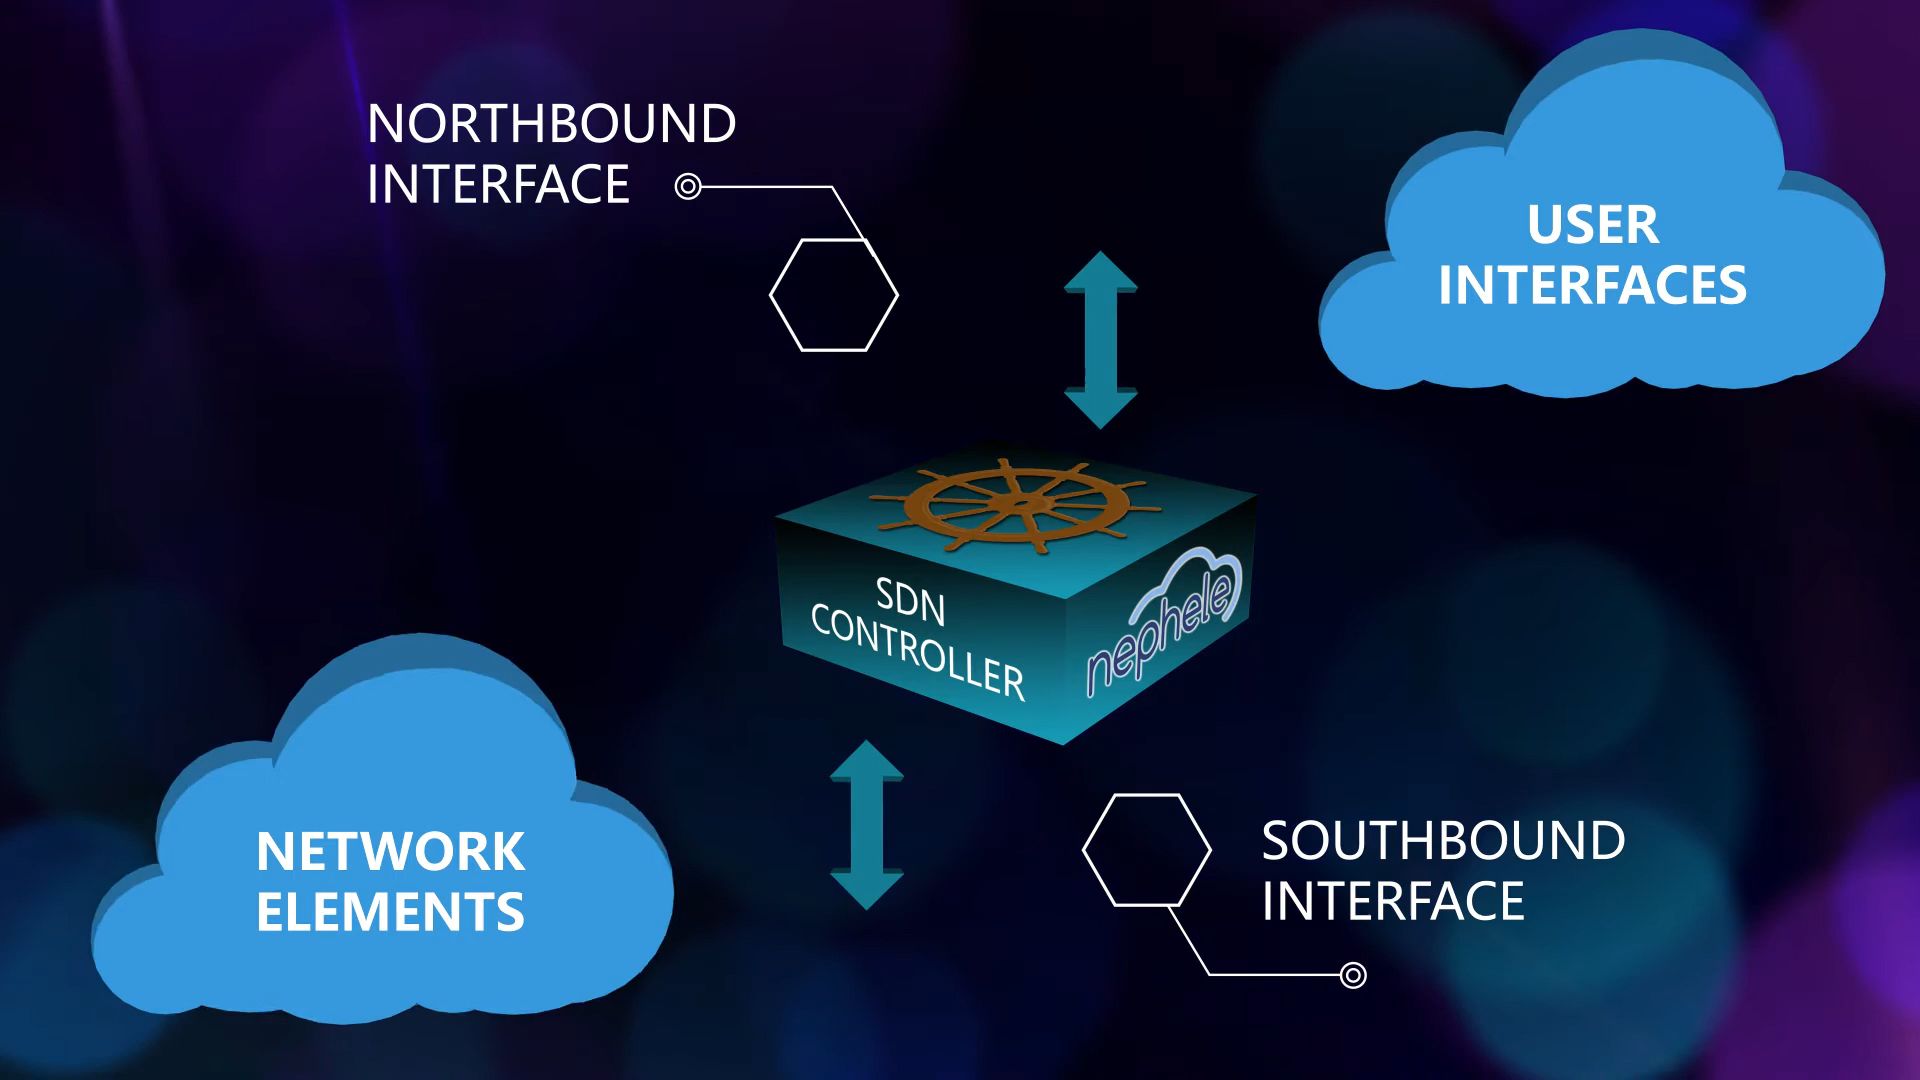 NORTHBOUND
INTERFACE
USER
INTERFACES
SDN
CONTROLLER
nephele
NETWORK
ELEMENTS
SOUTHBOUND
INTERFACE